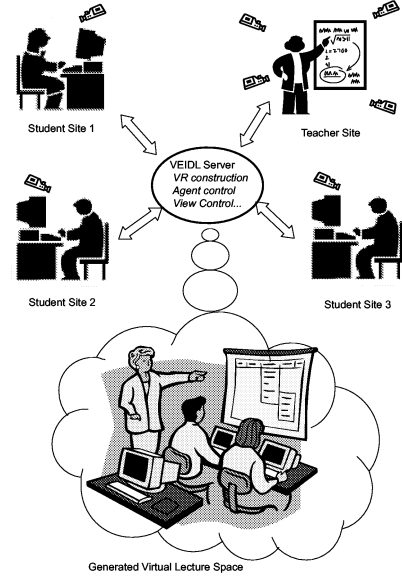 Student Site 1
Teacher Site
VEIDL Server
VR construction
Agent control
View Control...
Student Site 2
Student Site 3
Generated Virtual Lecture Space